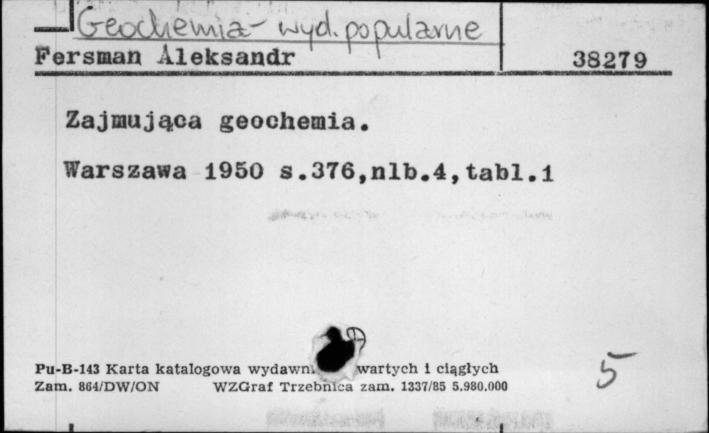 Geochemia - wyd. popularne
Fersman Aleksandr 38279
Zajmująca geochemia.
Warszawa 1950 s.376,nlb.4,tabl.1
Pu-B-143 Karta katalogowa wydawn wartych i ciągłych
Zam. 864/DW/ON WZGraf Trzebnica zam. 1337/85 5.980.000
5